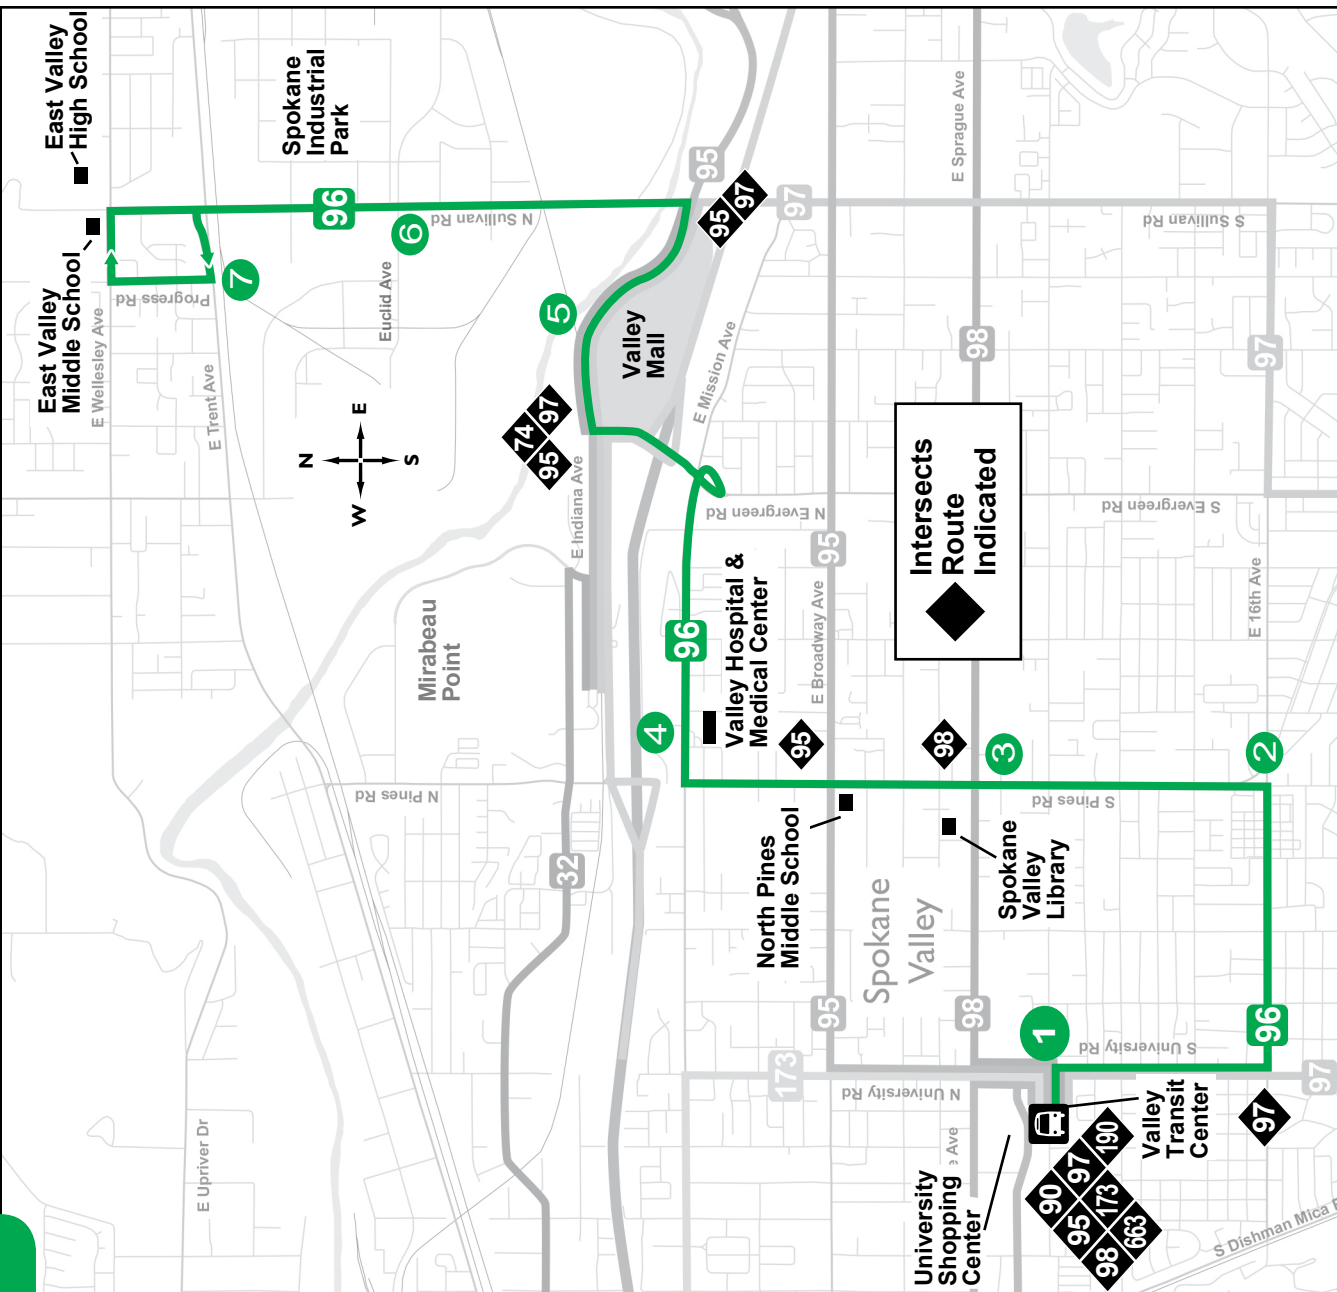 East Valley
High School
East Valley
Middle School
Spokane
Industrial
Park
96
6
7
5
N Sullivan Rd
Progress Rd
E Wellesley Ave
E Trent Ave
Euclid Ave
N
E
S
W
Valley
Mall
95
95
97
97
74
97
95
E Indiana Ave
E Mission Ave
N Evergreen Rd
E Sprague Ave
S Sullivan Rd
98
97
Intersects
Route
Indicated
S Evergreen Rd
E 16th Ave
Mirabeau
Point
96
4
Valley Hospital &
Medical Center
95
E Broadway Ave
95
98
3
2
N Pines Rd
S Pines Rd
32
North Pines
Middle School
Spokane
Valley
Library
Spokane
Valley
95
98
1
96
S University Rd
N University Rd
173
97
E Upriver Dr
University
Shopping
Center
Ave
90
97
190
95
173
98
663
Valley
Transit
Center
97
S Dishman Mica